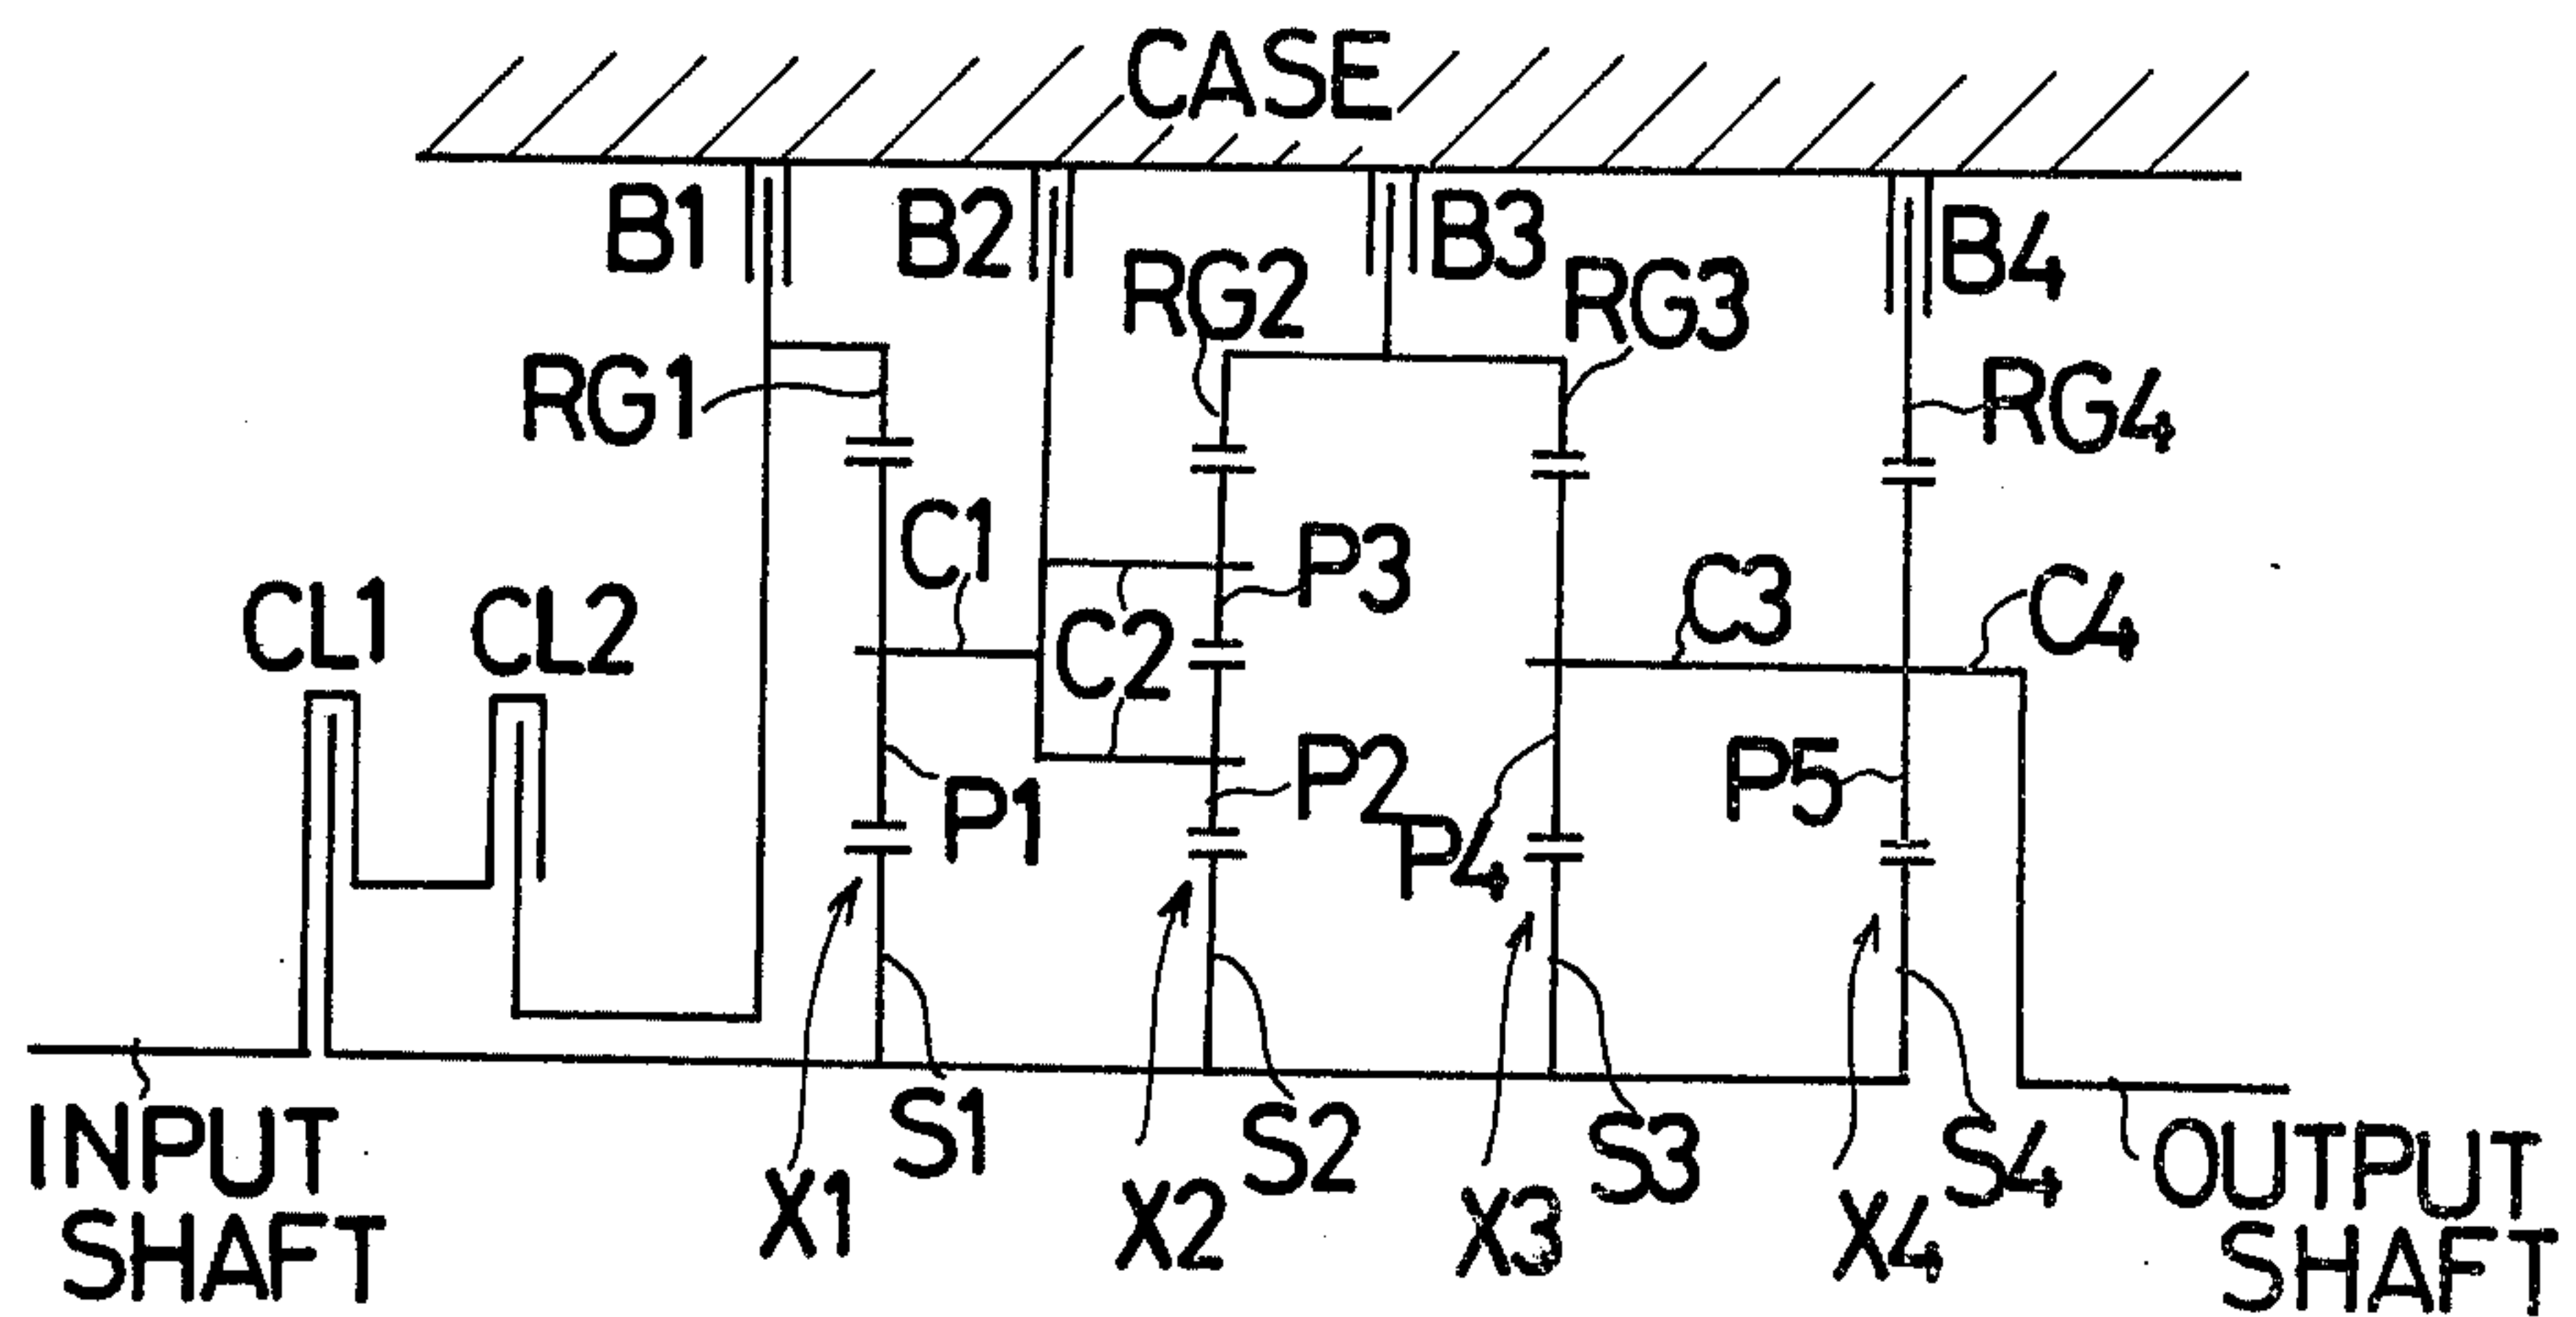 CASE
B1
B2
B3
B4
RG2
RG3
RG1
RG4
C1
P3
C3
C4
CL1
CL2
C2
P1
P2
P5
P4
INPUT
SHAFT
S1
S2
S3
S4
X1
X2
X3
X4
OUTPUT
SHAFT